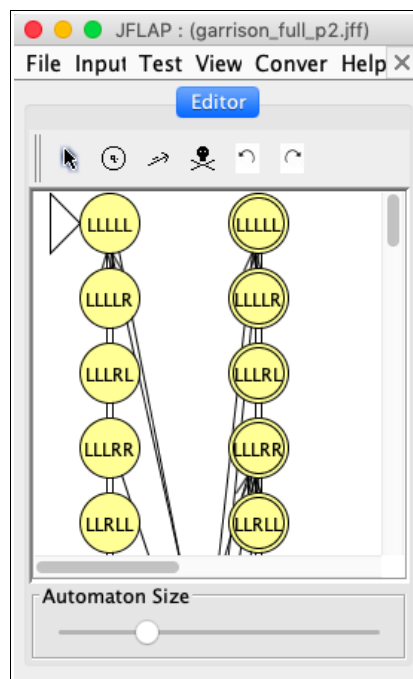 JFLAP : (garrison_full_p2.jff)
File Input Test View Conver Help ×
Editor
LLLLL LLLLL
LLLLR LLLLR
LLLRL LLLRL
LLLRR LLLRR
LLRLL LLRLL
Automaton Size